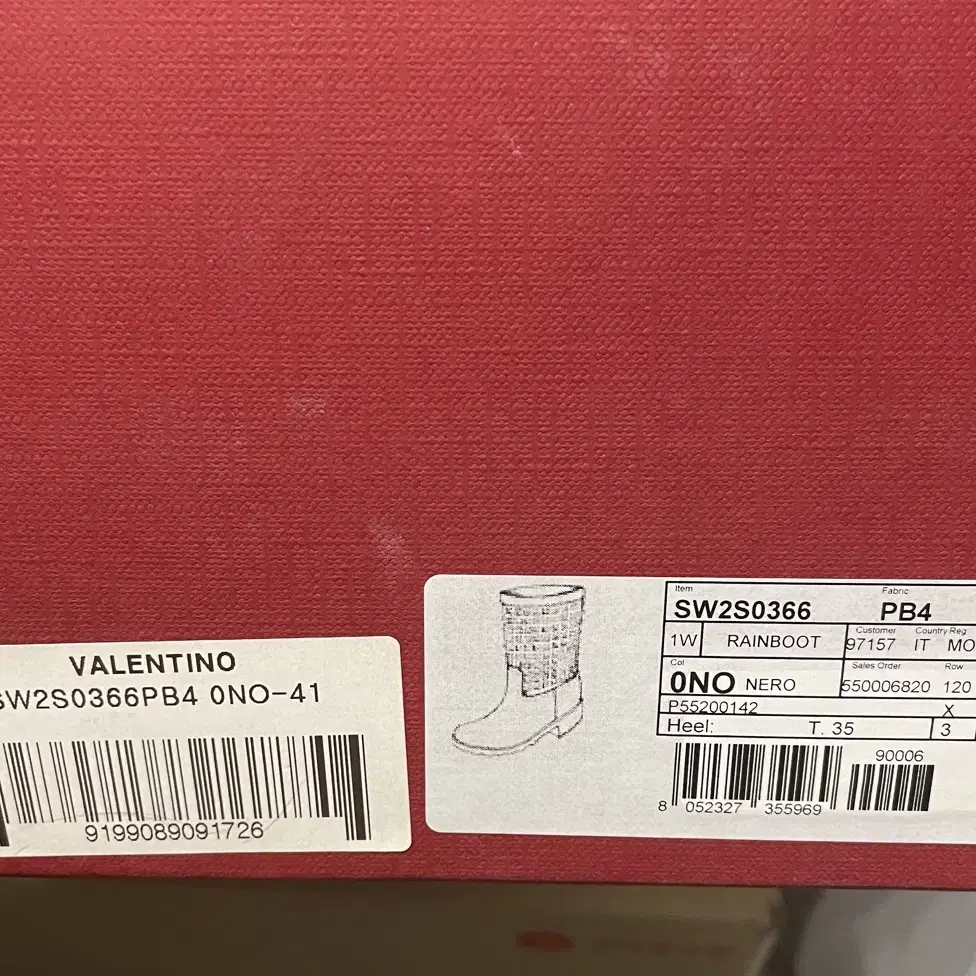 VALENTINO
SW2S0366PB4 0NO-41
9199089091726
Item
Fabric
SW2S0366
PB4
1W RAINBOOT
Customer
Country Reg
97157 IT MO
Col
Sales Order
Row
0NO NERO
550006820 120
P55200142
X
Heel: T. 35
3
90006
8 052327 355969